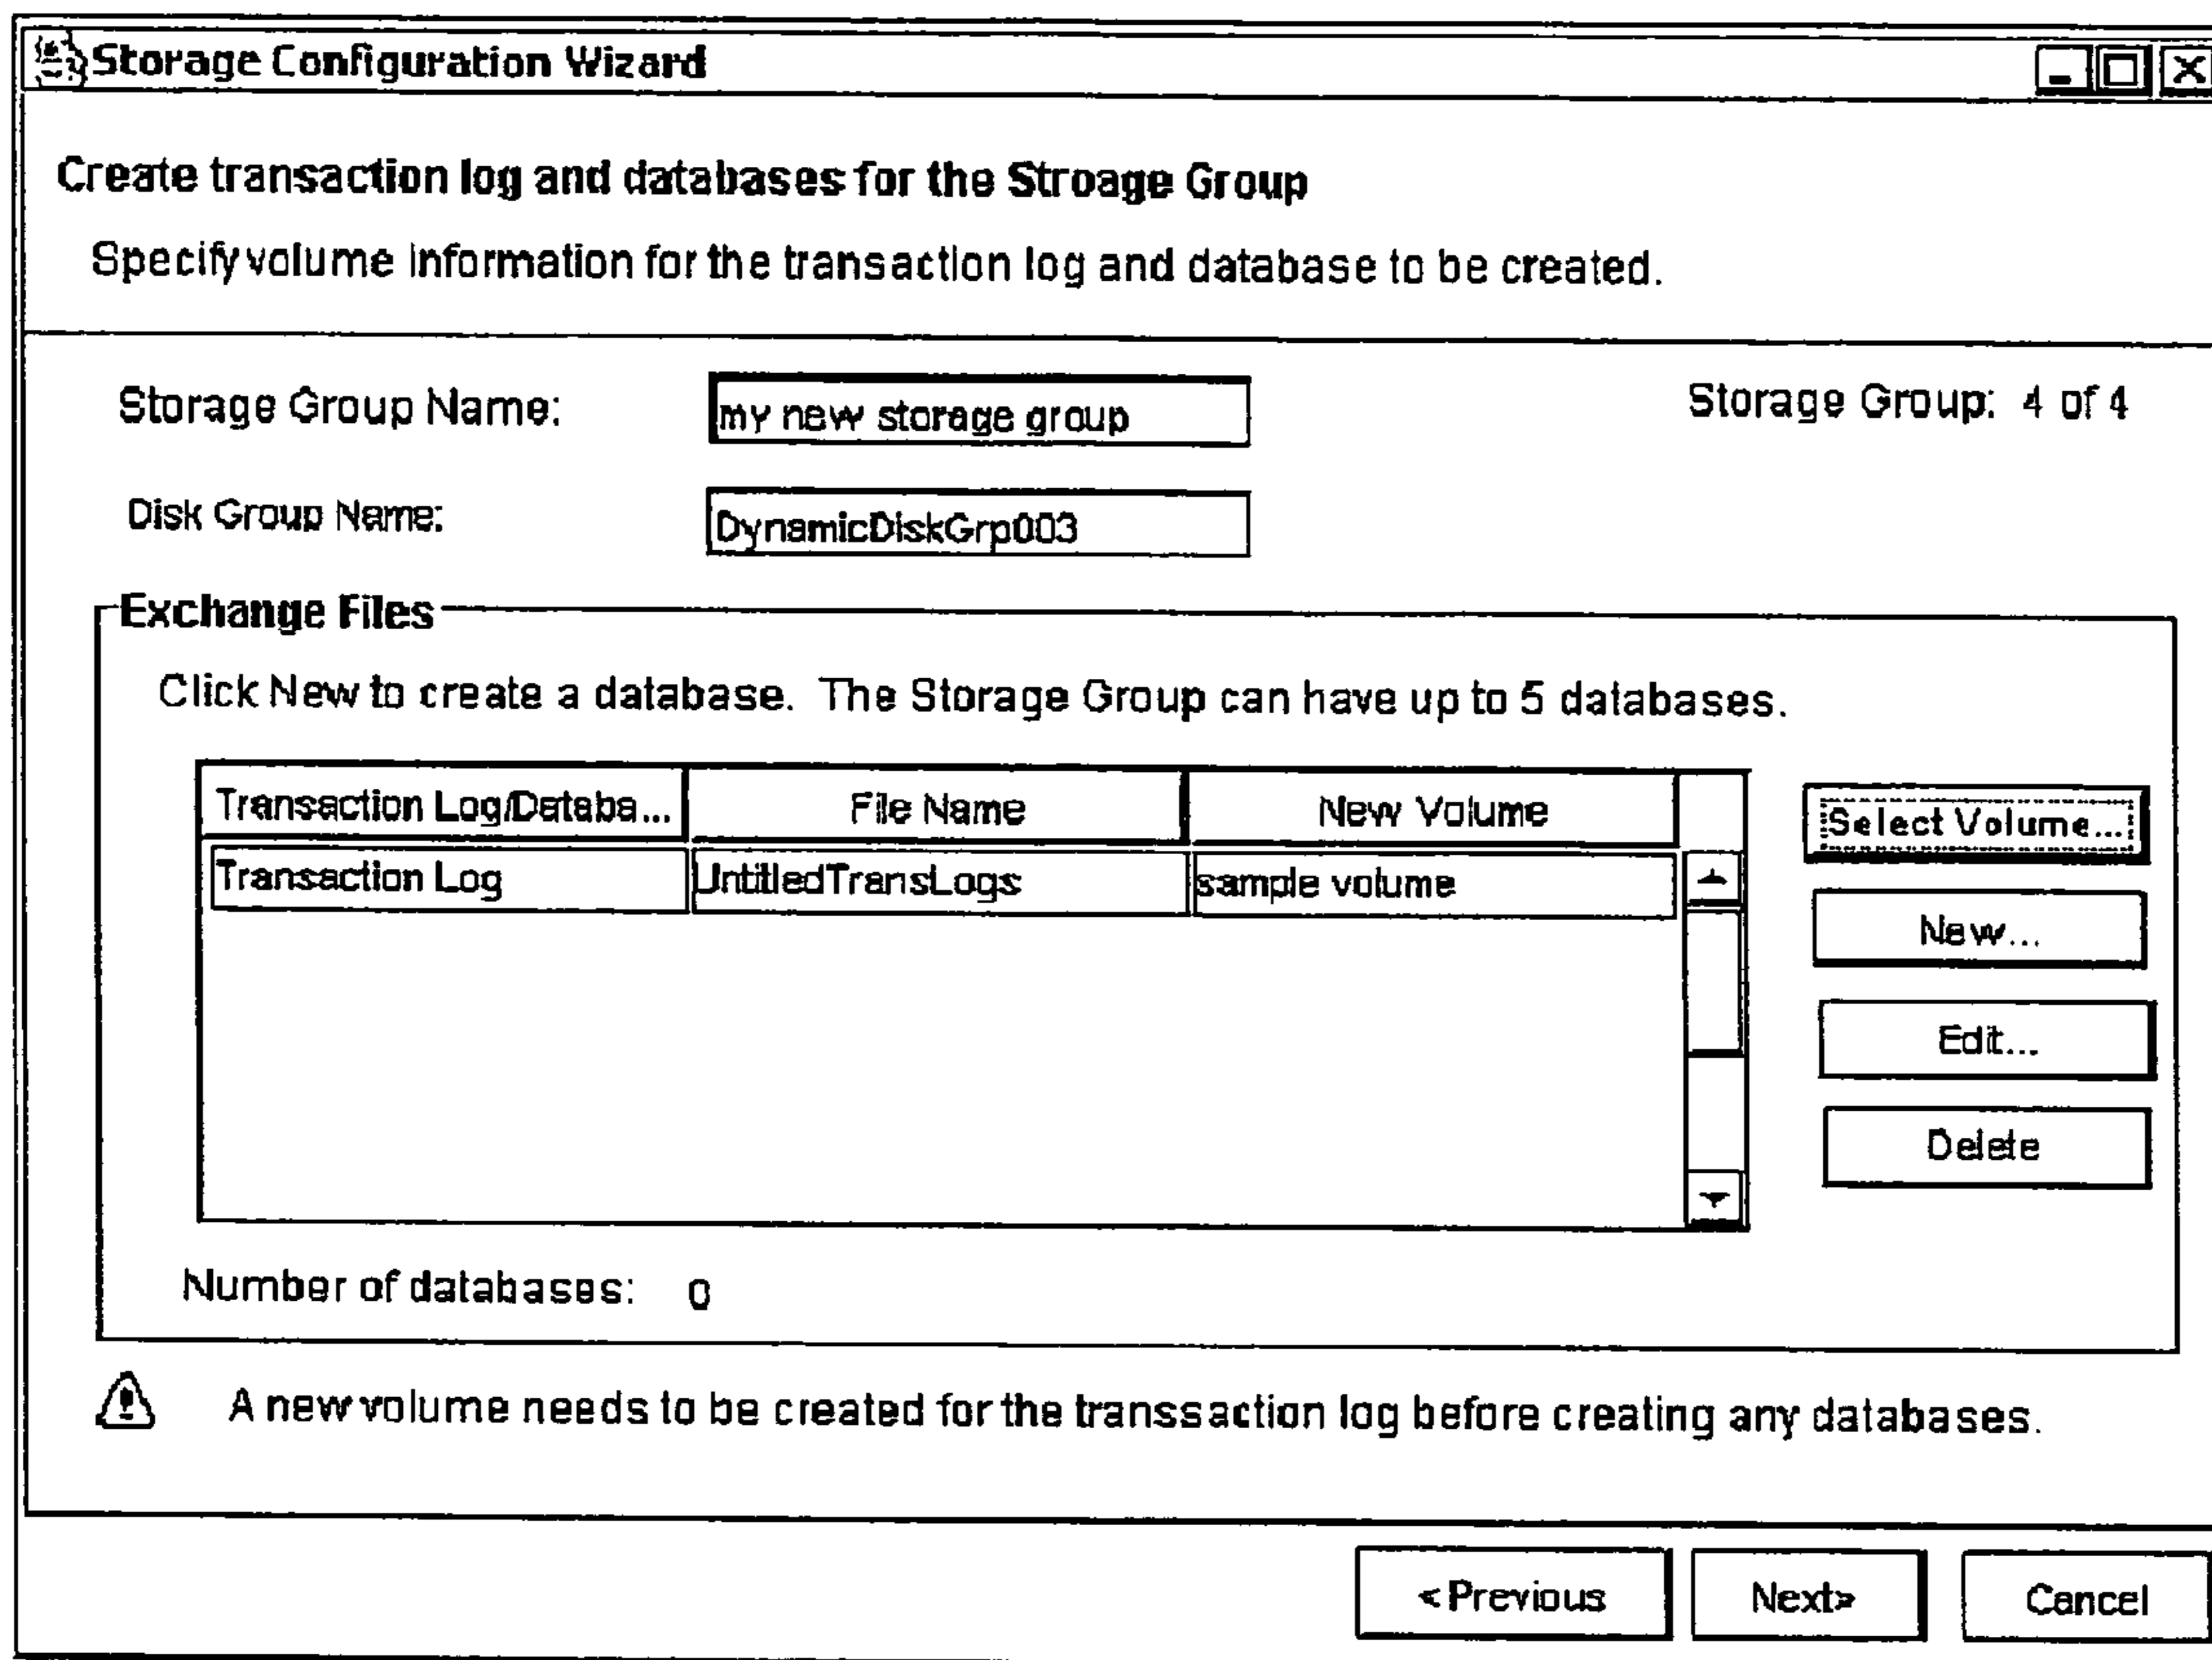 Storage Configuration Wizard
Create transaction log and databases for the Stroage Group
Specify volume information for the transaction log and database to be created.
Storage Group Name:
my new storage group
Storage Group: 4 of 4
Disk Group Name:
DynamicDiskGrp003
Exchange Files
Click New to create a database. The Storage Group can have up to 5 databases.
Transaction Log/Databa...
File Name
New Volume
Select Volume...
Transaction Log
UntitledTransLogs
sample volume
New...
Edit...
Delete
Number of databases: 0
A new volume needs to be created for the transsaction log before creating any databases.
< Previous
Next>
Cancel